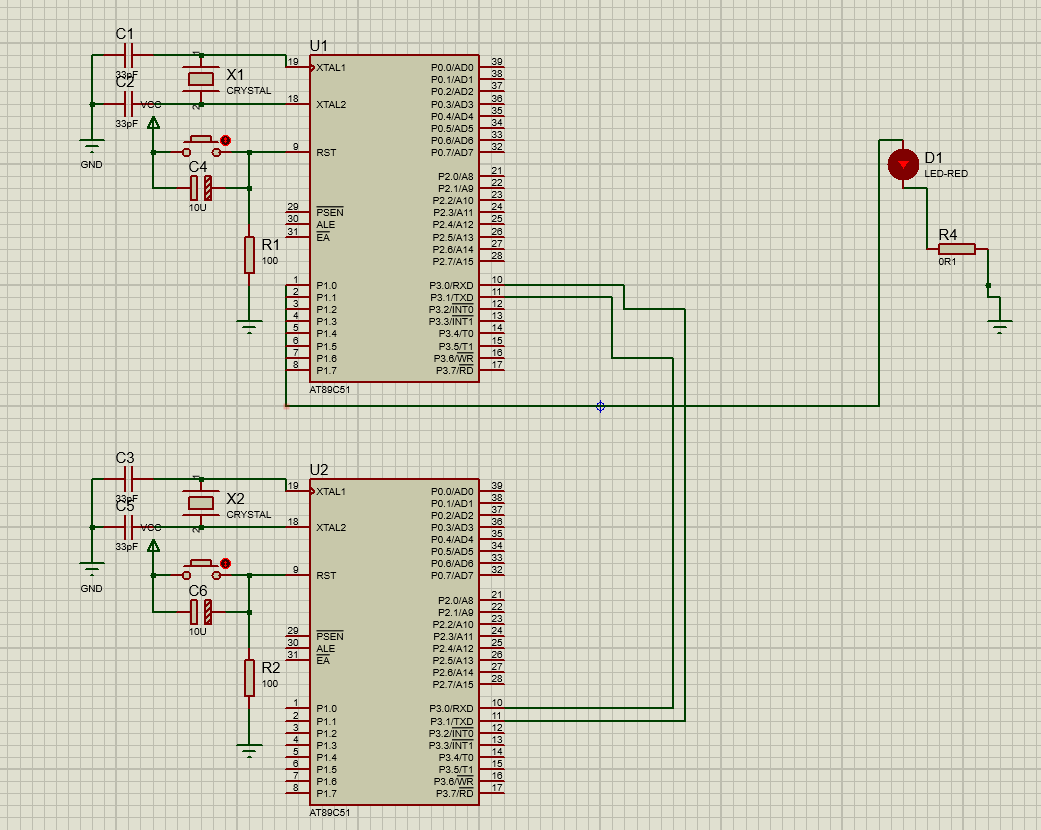 C1
33pF
C2
33pF
VCC
GND
1
X1
CRYSTAL
2
C4
10U
R1
100
U1
19 XTAL1
18 XTAL2
9 RST
29 PSEN
30 ALE
31 EA
1 P1.0
2 P1.1
3 P1.2
4 P1.3
5 P1.4
6 P1.5
7 P1.6
8 P1.7
P0.0/AD0 39
P0.1/AD1 38
P0.2/AD2 37
P0.3/AD3 36
P0.4/AD4 35
P0.5/AD5 34
P0.6/AD6 33
P0.7/AD7 32
P2.0/A8 21
P2.1/A9 22
P2.2/A10 23
P2.3/A11 24
P2.4/A12 25
P2.5/A13 26
P2.6/A14 27
P2.7/A15 28
P3.0/RXD 10
P3.1/TXD 11
P3.2/INT0 12
P3.3/INT1 13
P3.4/T0 14
P3.5/T1 15
P3.6/WR 16
P3.7/RD 17
AT89C51
D1
LED-RED
R4
0R1
C3
33pF
C5
33pF
VCC
GND
1
X2
CRYSTAL
2
C6
10U
R2
100
U2
19 XTAL1
18 XTAL2
9 RST
29 PSEN
30 ALE
31 EA
1 P1.0
2 P1.1
3 P1.2
4 P1.3
5 P1.4
6 P1.5
7 P1.6
8 P1.7
P0.0/AD0 39
P0.1/AD1 38
P0.2/AD2 37
P0.3/AD3 36
P0.4/AD4 35
P0.5/AD5 34
P0.6/AD6 33
P0.7/AD7 32
P2.0/A8 21
P2.1/A9 22
P2.2/A10 23
P2.3/A11 24
P2.4/A12 25
P2.5/A13 26
P2.6/A14 27
P2.7/A15 28
P3.0/RXD 10
P3.1/TXD 11
P3.2/INT0 12
P3.3/INT1 13
P3.4/T0 14
P3.5/T1 15
P3.6/WR 16
P3.7/RD 17
AT89C51